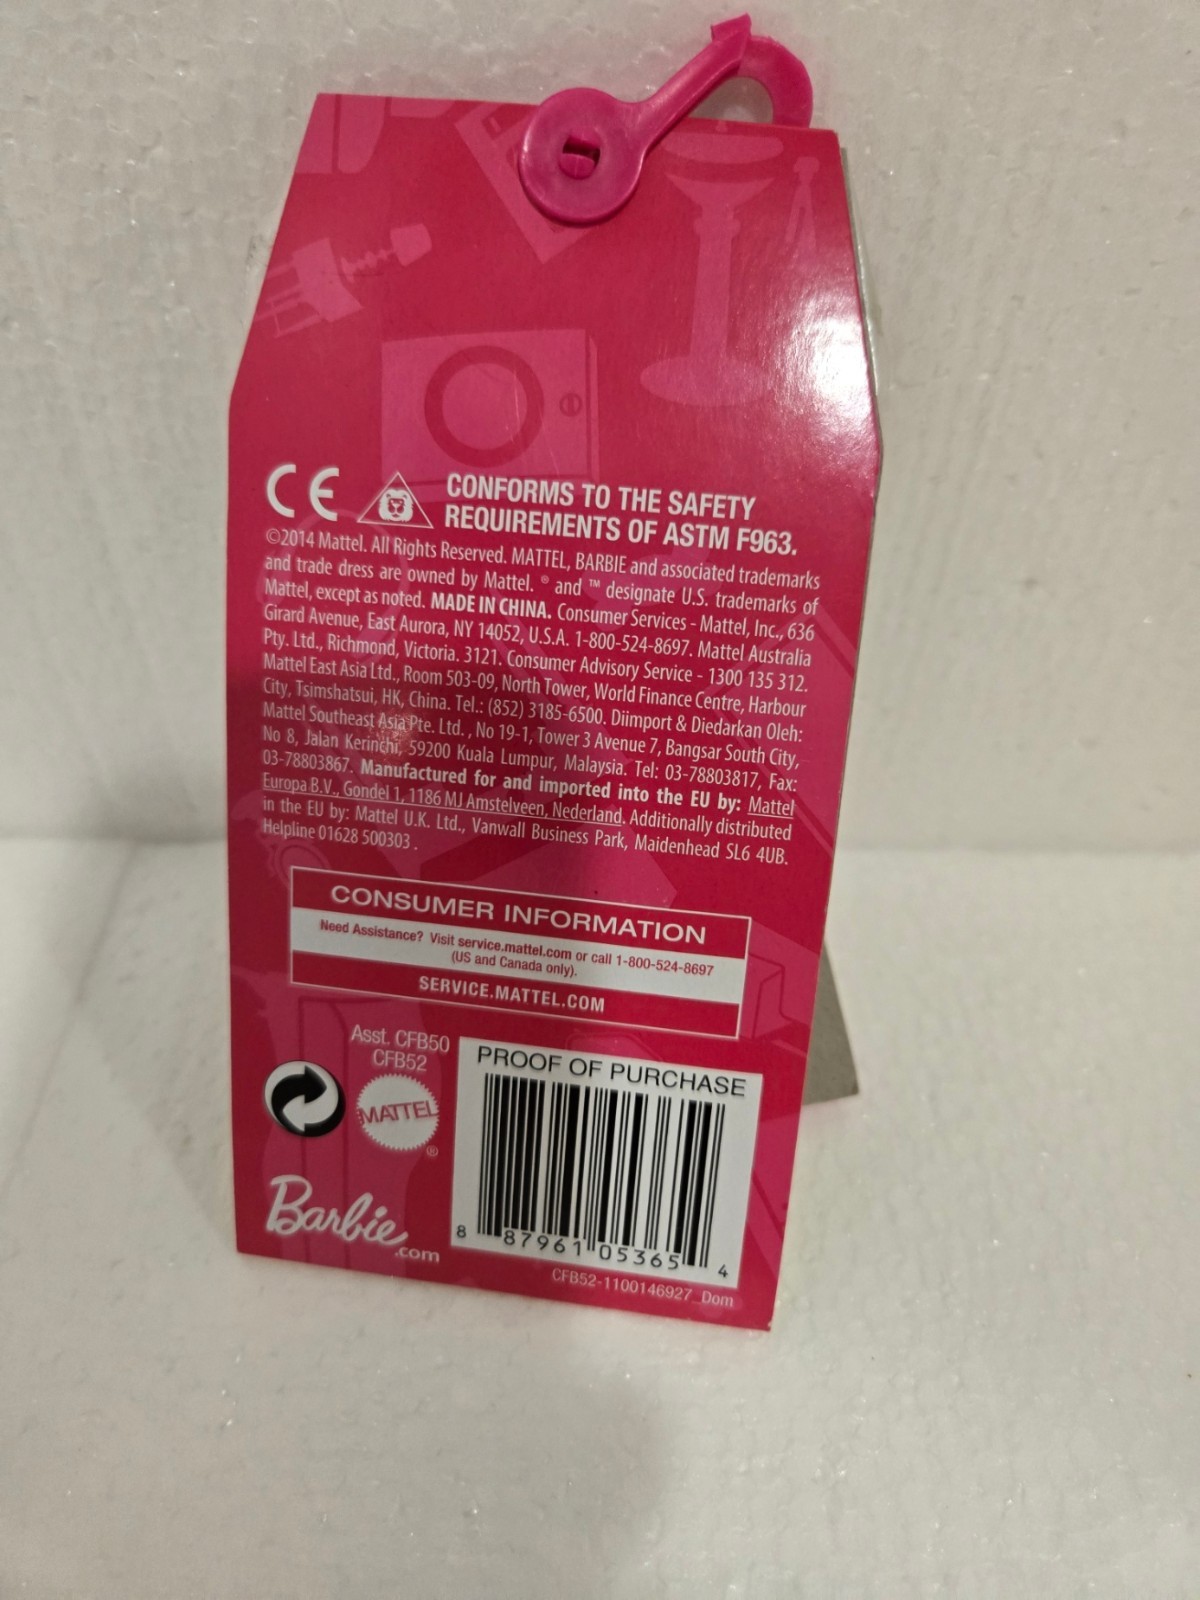 CE
CONFORMS TO THE SAFETY
REQUIREMENTS OF ASTM F963.
©2014 Mattel. All Rights Reserved. MATTEL, BARBIE and associated trademarks
and trade dress are owned by Mattel. ® and ™ designate U.S. trademarks of
Mattel, except as noted. MADE IN CHINA. Consumer Services - Mattel, Inc., 636
Girard Avenue, East Aurora, NY 14052, U.S.A. 1-800-524-8697. Mattel Australia
Pty. Ltd., Richmond, Victoria. 3121. Consumer Advisory Service - 1300 135 312.
Mattel East Asia Ltd., Room 503-09, North Tower, World Finance Centre, Harbour
City, Tsimshatsui, HK, China. Tel.: (852) 3185-6500. Diimport & Diedarkan Oleh:
Mattel Southeast Asia Pte. Ltd. , No 19-1, Tower 3 Avenue 7, Bangsar South City,
No 8, Jalan Kerinchi, 59200 Kuala Lumpur, Malaysia. Tel: 03-78803817, Fax:
03-78803867. Manufactured for and imported into the EU by: Mattel
Europa B.V., Gondel 1, 1186 MJ Amstelveen, Nederland. Additionally distributed
in the EU by: Mattel U.K. Ltd., Vanwall Business Park, Maidenhead SL6 4UB.
Helpline 01628 500303 .
CONSUMER INFORMATION
Need Assistance? Visit service.mattel.com or call 1-800-524-8697
(US and Canada only).
SERVICE.MATTEL.COM
Asst. CFB50
CFB52
MATTEL
®
PROOF OF PURCHASE
8 87961 05365 4
Barbie
.com
CFB52-1100146927_Dom